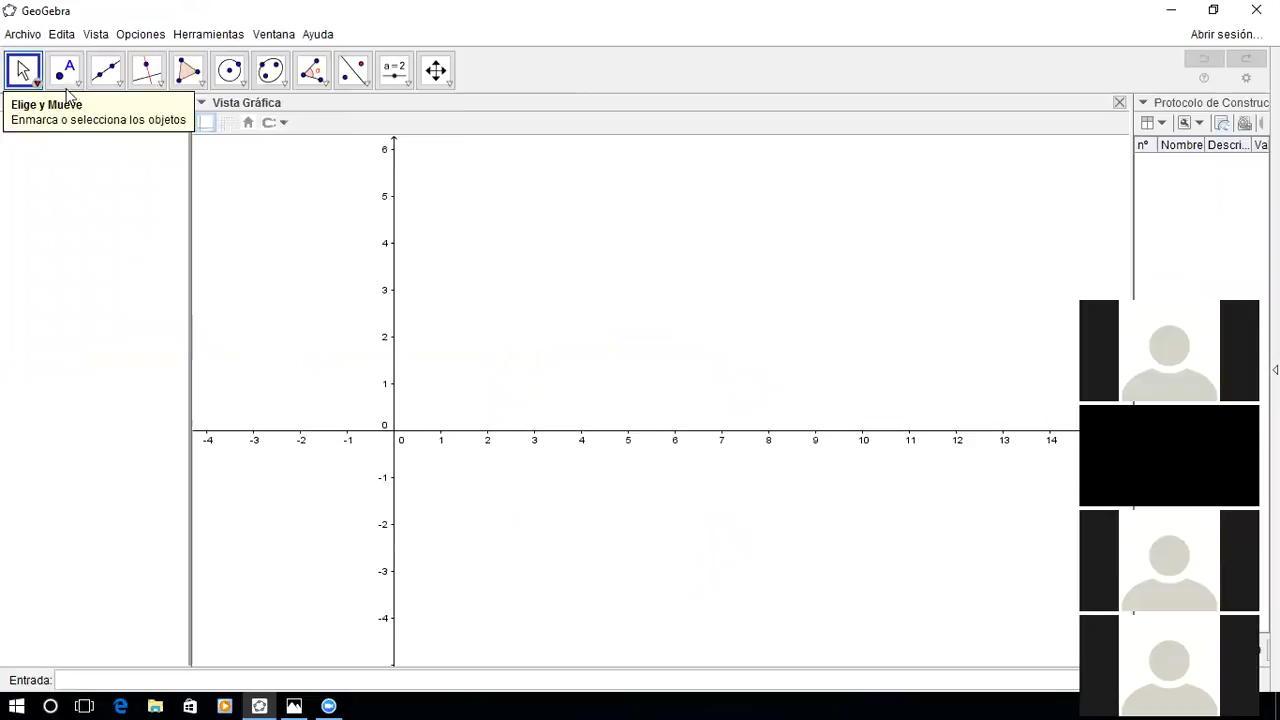 GeoGebra
Archivo Edita Vista Opciones Herramientas Ventana Ayuda
Abrir sesión...
A
α
a=2
Elige y Mueve
Enmarca o selecciona los objetos
Vista Gráfica
Protocolo de Construc
nº Nombre Descri... Va
6
5
4
3
2
1
0
-4 -3 -2 -1 0 1 2 3 4 5 6 7 8 9 10 11 12 13 14
-1
-2
-3
-4
Entrada: